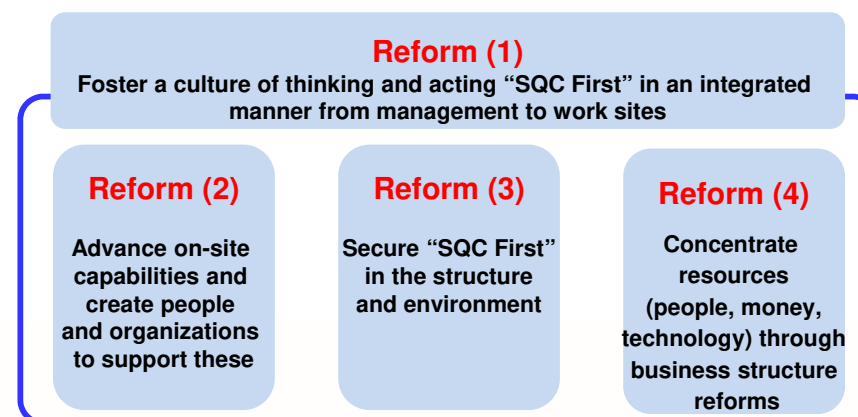 Reform (1)
Foster a culture of thinking and acting “SQC First” in an integrated
manner from management to work sites
Reform (2)
Advance on-site
capabilities and
create people
and organizations
to support these
Reform (3)
Secure “SQC First”
in the structure
and environment
Reform (4)
Concentrate
resources
(people, money,
technology) through
business structure
reforms